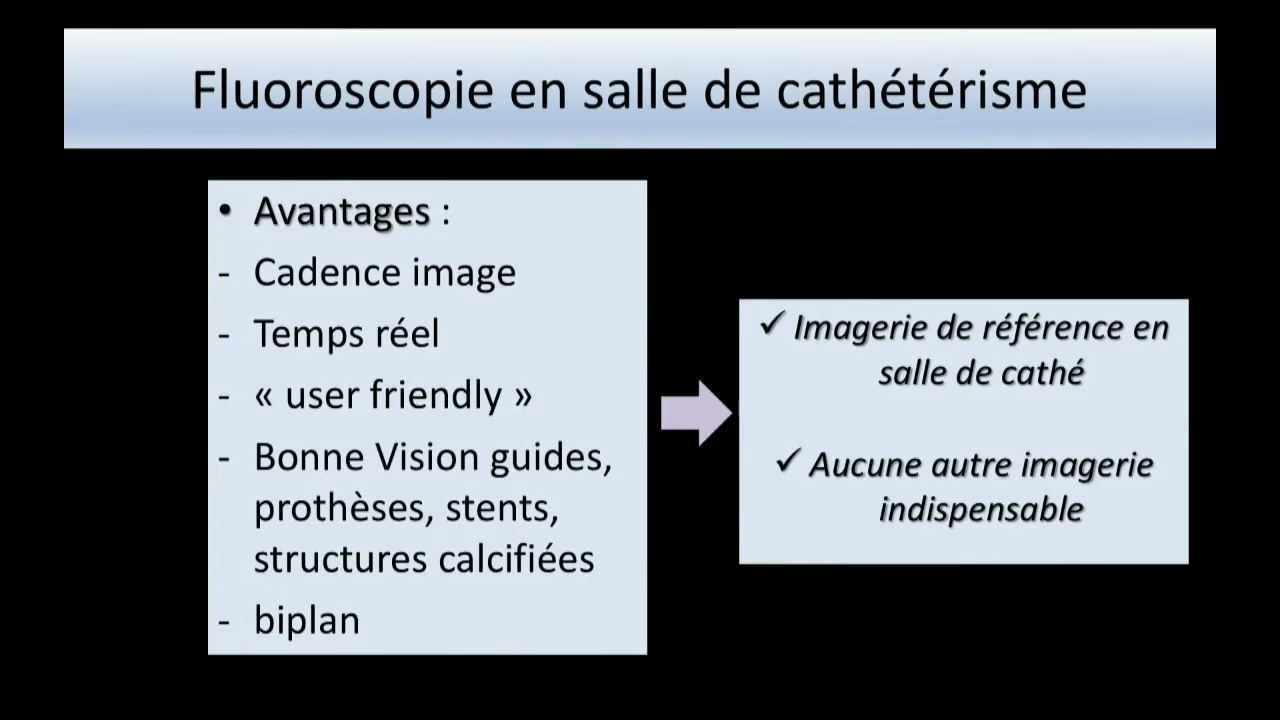 Fluoroscopie en salle de cathétérisme
• Avantages :
- Cadence image
- Temps réel
- « user friendly »
- Bonne Vision guides,
prothèses, stents,
structures calcifiées
- biplan
✓ Imagerie de référence en
salle de cathé
✓ Aucune autre imagerie
indispensable